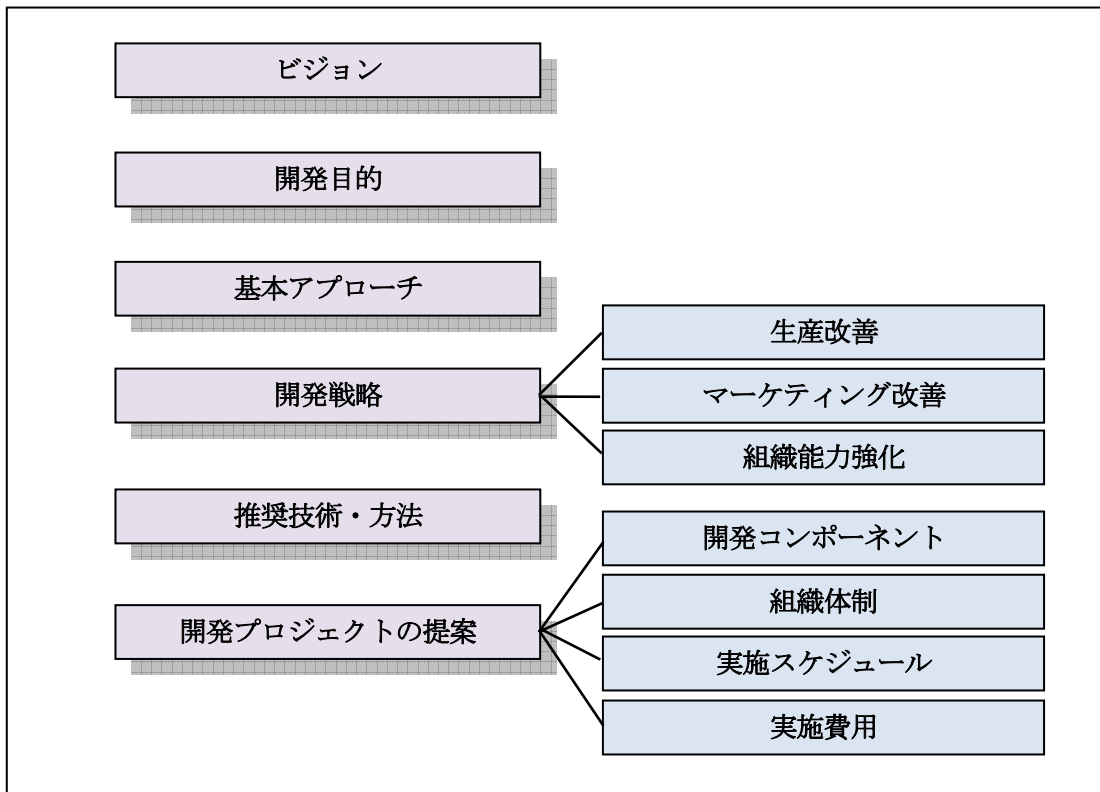 ビジョン
開発目的
基本アプローチ
開発戦略
生産改善
マーケティング改善
組織能力強化
推奨技術・方法
開発プロジェクトの提案
開発コンポーネント
組織体制
実施スケジュール
実施費用